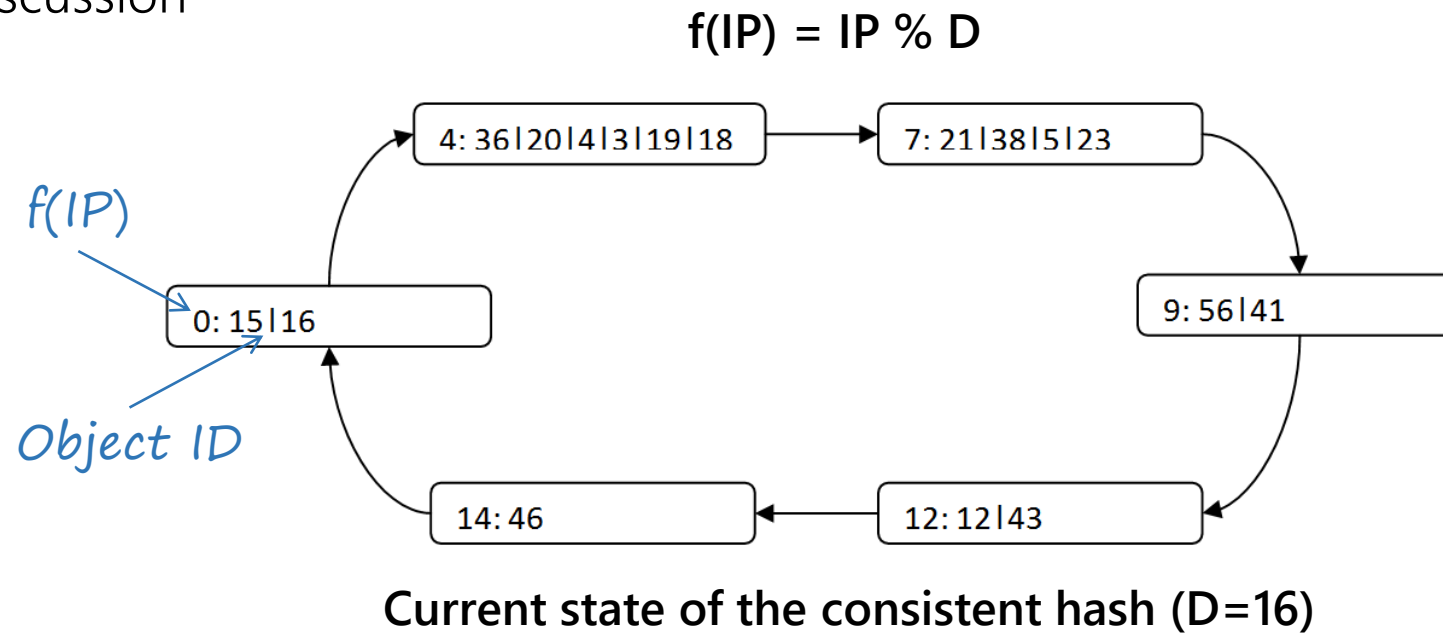 f(IP) = IP % D
4: 36|20|4|3|19|18
7: 21|38|5|23
f(IP)
0: 15|16
9: 56|41
Object ID
14: 46
12: 12|43
Current state of the consistent hash (D=16)